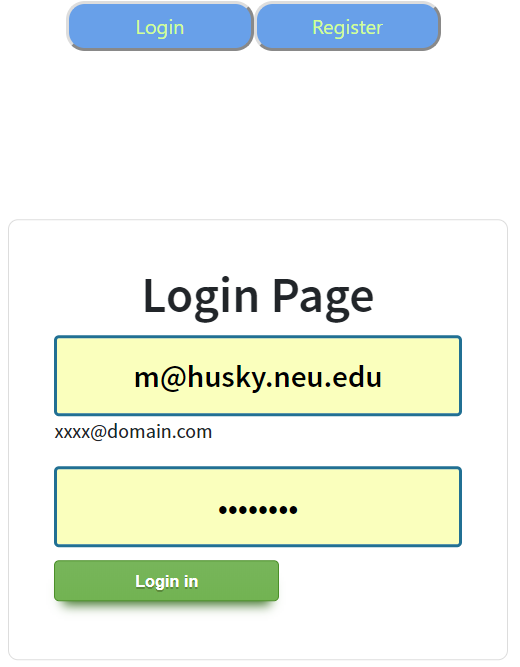 Login Register
Login Page
m@husky.neu.edu
xxxx@domain.com
••••••••
Login in